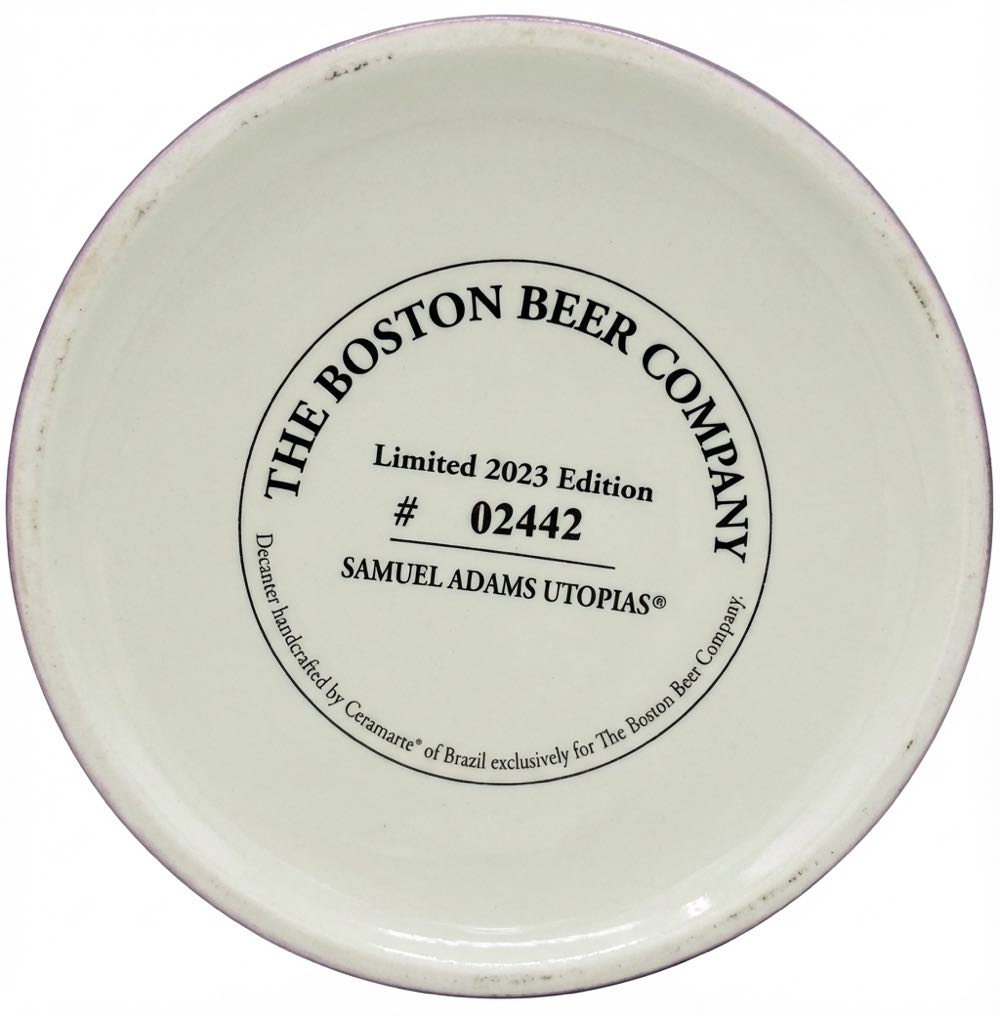 THE BOSTON BEER COMPANY
Limited 2023 Edition
# 02442
SAMUEL ADAMS UTOPIAS®
Decanter handcrafted by Ceramarte® of Brazil exclusively for The Boston Beer Company.